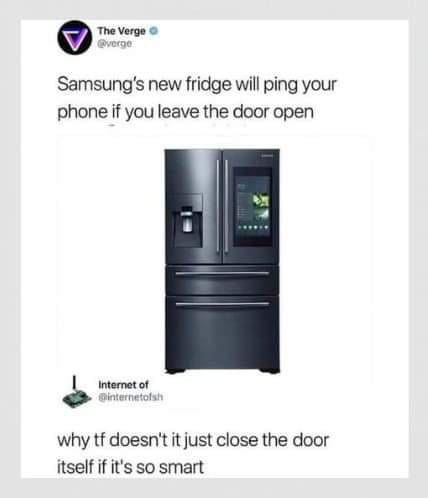 The Verge
@verge
Samsung's new fridge will ping your
phone if you leave the door open
Internet of
@internetofsh
why tf doesn't it just close the door
itself if it's so smart